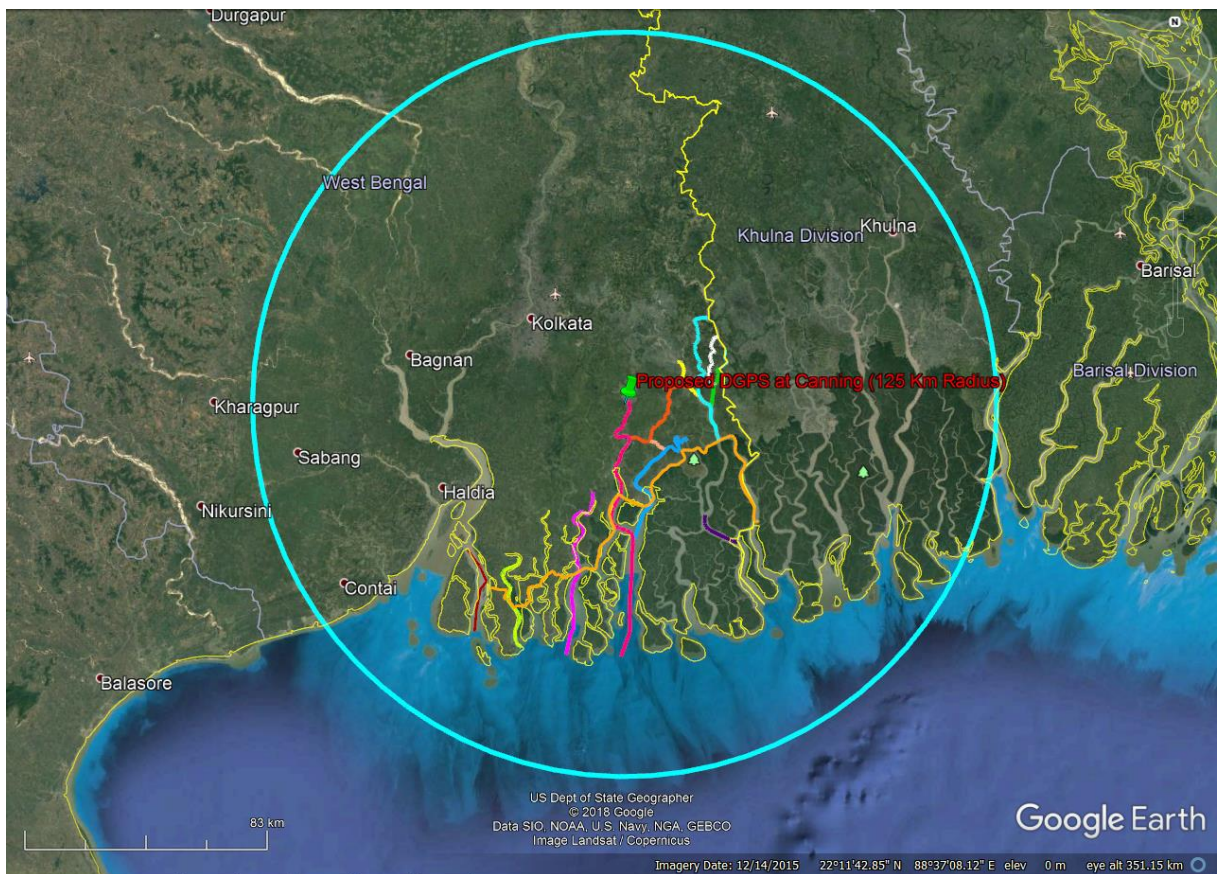 Durgapur
N
West Bengal
Khulna Division
Khulna
Barisal
Kolkata
Bagnan
Barisal Division
Proposed DGPS at Canning (125 Km Radius)
Kharagpur
Sabang
Haldia
Nikursini
Contai
Balasore
US Dept of State Geographer
© 2018 Google
Data SIO, NOAA, U.S. Navy, NGA, GEBCO
Image Landsat / Copernicus
83 km
Google Earth
Imagery Date: 12/14/2015 22°11'42.85" N 88°37'08.12" E elev 0 m eye alt 351.15 km